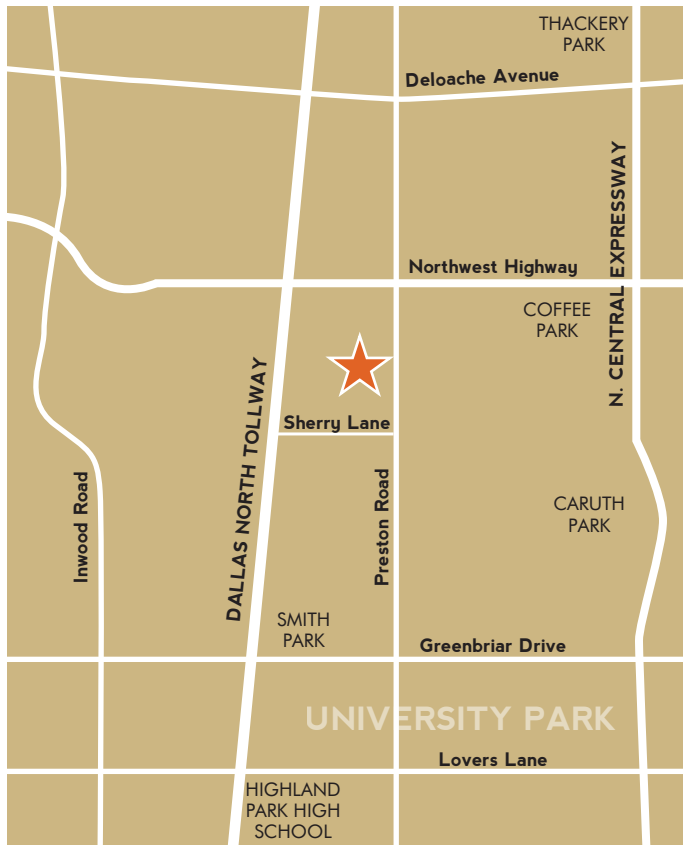 THACKERY
PARK
Deloache Avenue
N. CENTRAL EXPRESSWAY
Northwest Highway
COFFEE
PARK
DALLAS NORTH TOLLWAY
Sherry Lane
Inwood Road
Preston Road
CARUTH
PARK
SMITH
PARK
Greenbriar Drive
UNIVERSITY PARK
Lovers Lane
HIGHLAND
PARK HIGH
SCHOOL